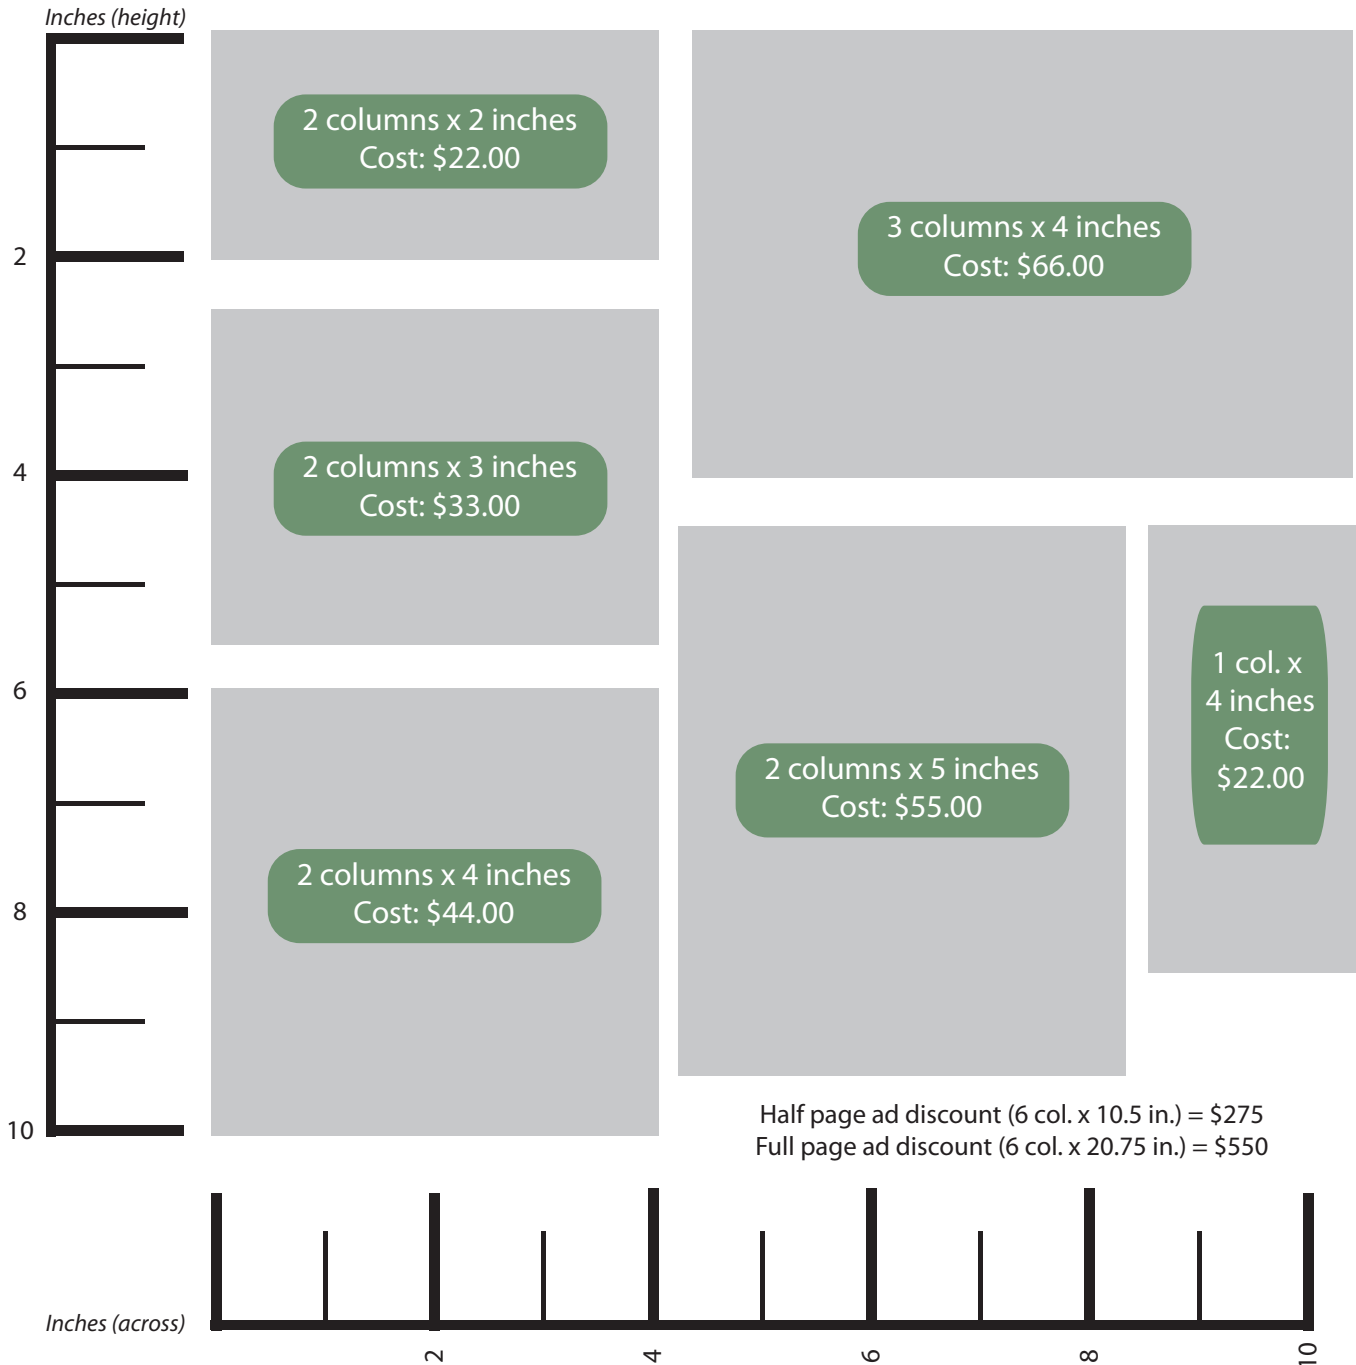 Inches (height)
2 columns x 2 inches
Cost: $22.00
3 columns x 4 inches
Cost: $66.00
2
4
2 columns x 3 inches
Cost: $33.00
6
1 col. x
4 inches
Cost:
$22.00
2 columns x 5 inches
Cost: $55.00
2 columns x 4 inches
Cost: $44.00
8
10
Half page ad discount (6 col. x 10.5 in.) = $275
Full page ad discount (6 col. x 20.75 in.) = $550
Inches (across)
2
4
6
8
10